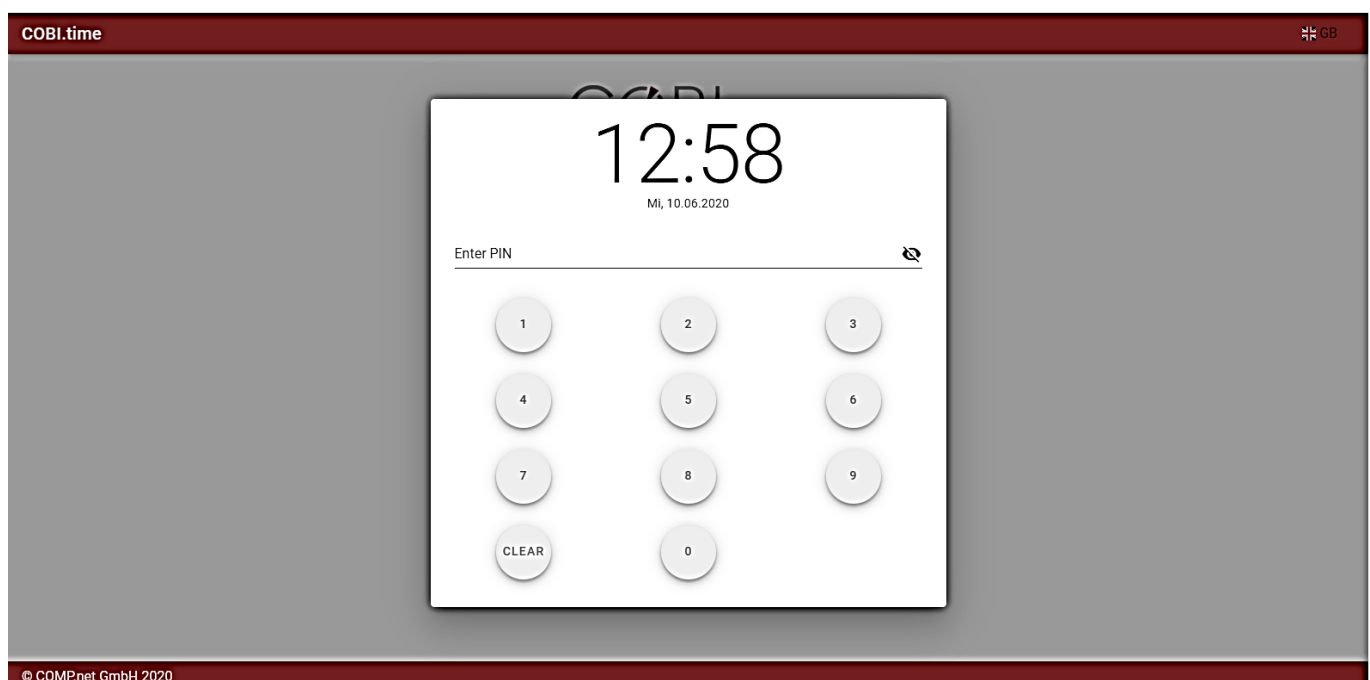 COBI.time GB
COBI
12:58
Mi, 10.06.2020
Enter PIN
1 2 3
4 5 6
7 8 9
CLEAR 0
© COMP.net GmbH 2020